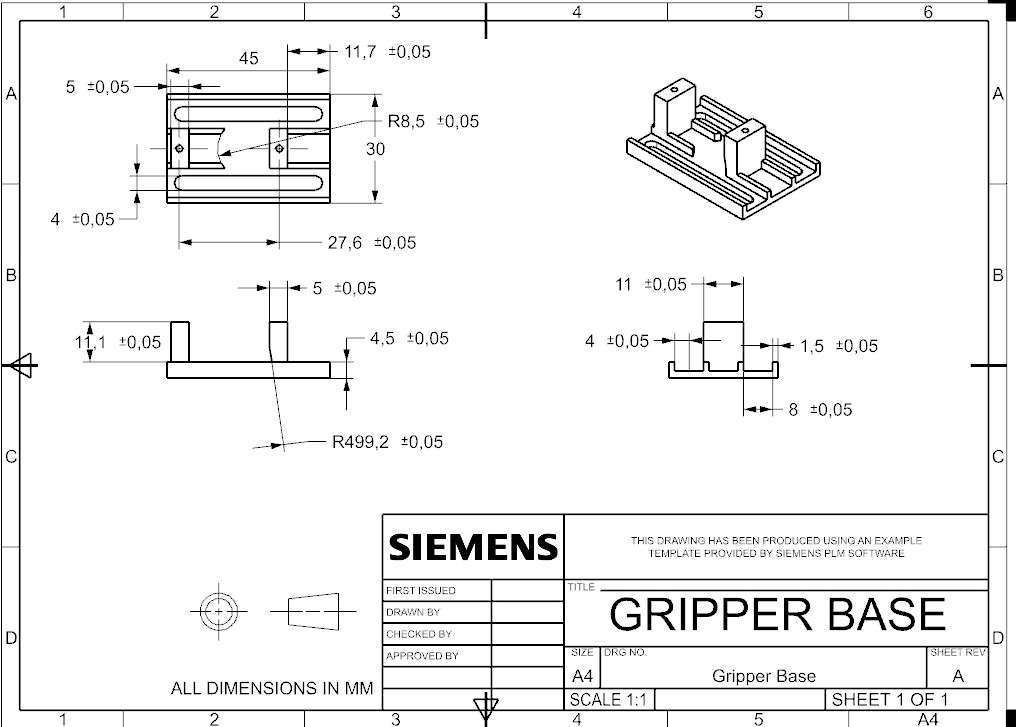 1 2 3 4 5 6
A A
45
11,7 ±0,05
5 ±0,05
R8,5 ±0,05
30
4 ±0,05
27,6 ±0,05
B B
5 ±0,05
11 ±0,05
11,1 ±0,05
4,5 ±0,05
4 ±0,05
1,5 ±0,05
8 ±0,05
R499,2 ±0,05
C C
SIEMENS
THIS DRAWING HAS BEEN PRODUCED USING AN EXAMPLE
TEMPLATE PROVIDED BY SIEMENS PLM SOFTWARE
FIRST ISSUED
TITLE
DRAWN BY
GRIPPER BASE
CHECKED BY
D D
APPROVED BY
SIZE DRG NO. SHEET REV
A4 Gripper Base A
ALL DIMENSIONS IN MM
SCALE 1:1 SHEET 1 OF 1
1 2 3 4 5 A4